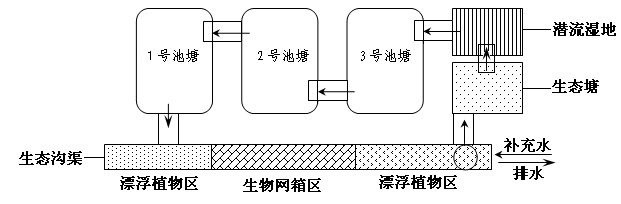 1号池塘
2号池塘
3号池塘
潜流湿地
生态塘
生态沟渠
补充水
排水
漂浮植物区
生物网箱区
漂浮植物区